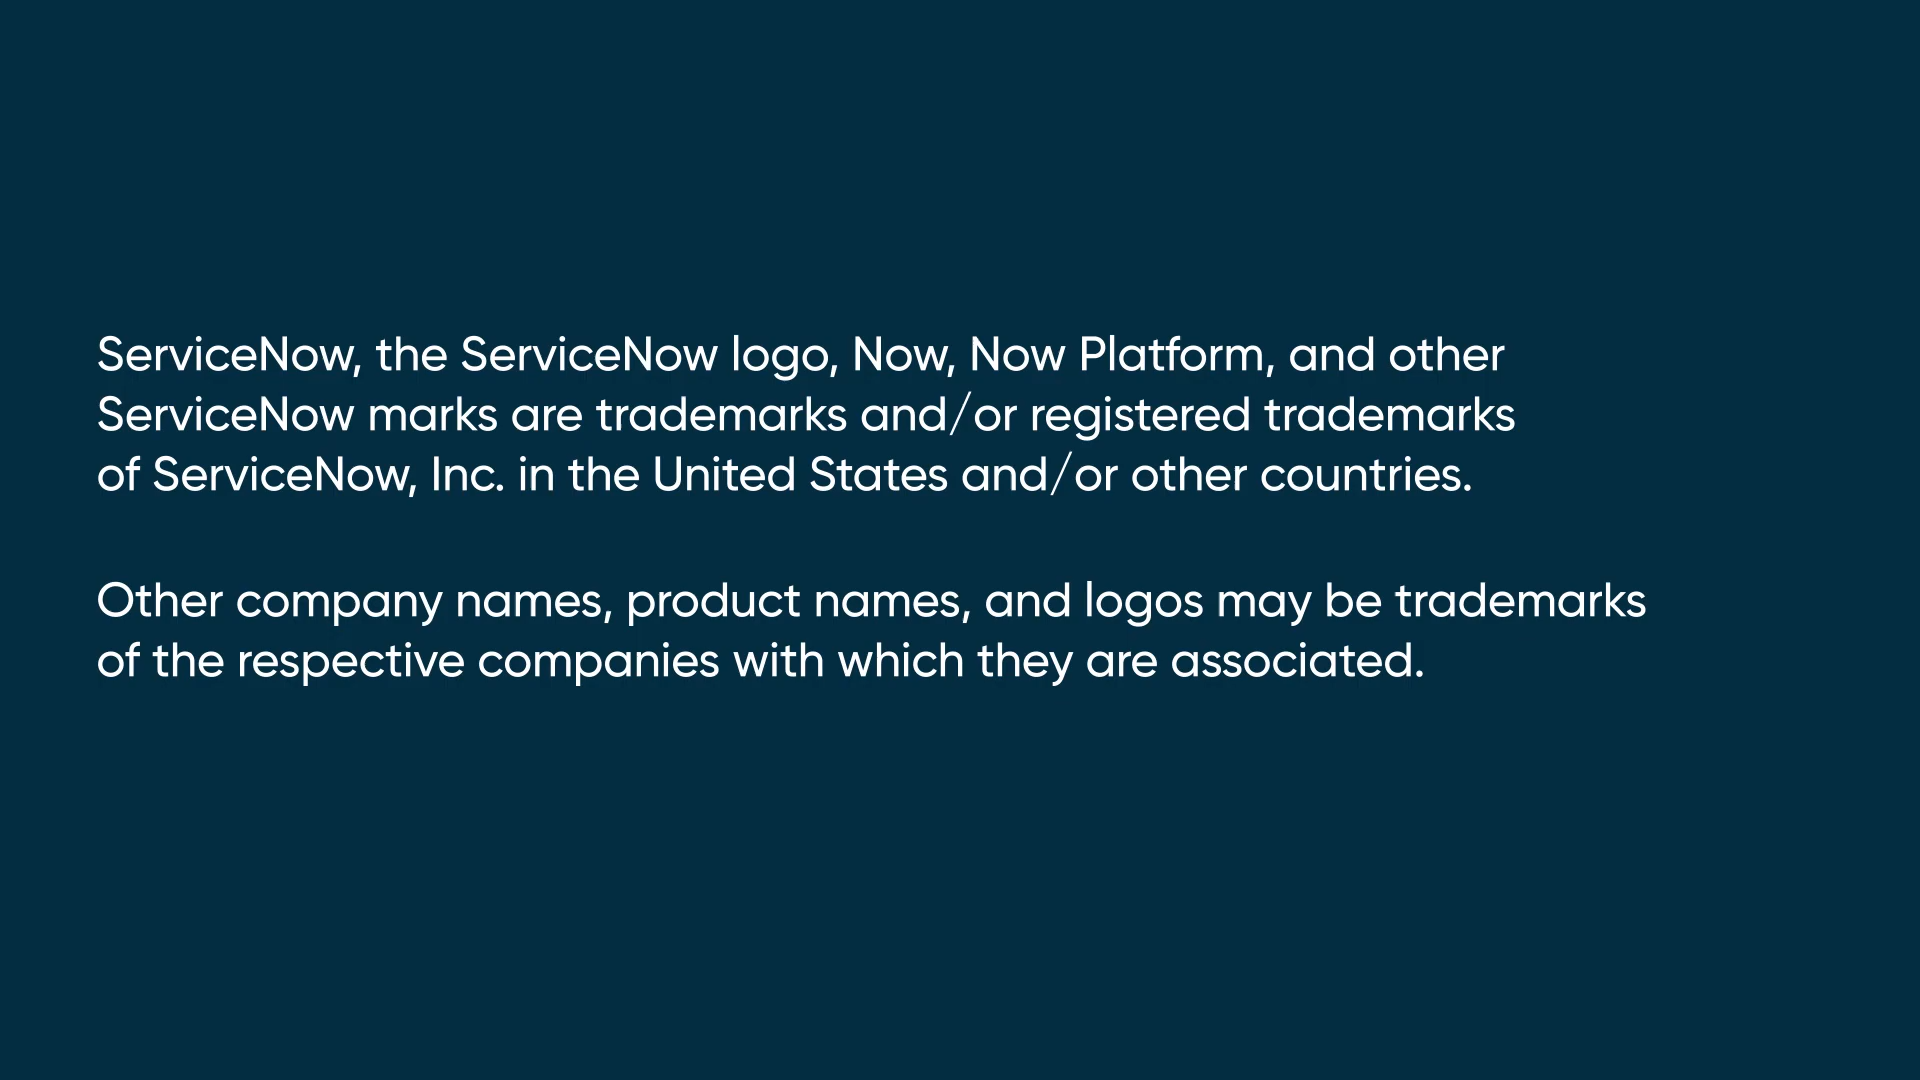 ServiceNow, the ServiceNow logo, Now, Now Platform, and other
ServiceNow marks are trademarks and/or registered trademarks
of ServiceNow, Inc. in the United States and/or other countries.
Other company names, product names, and logos may be trademarks
of the respective companies with which they are associated.